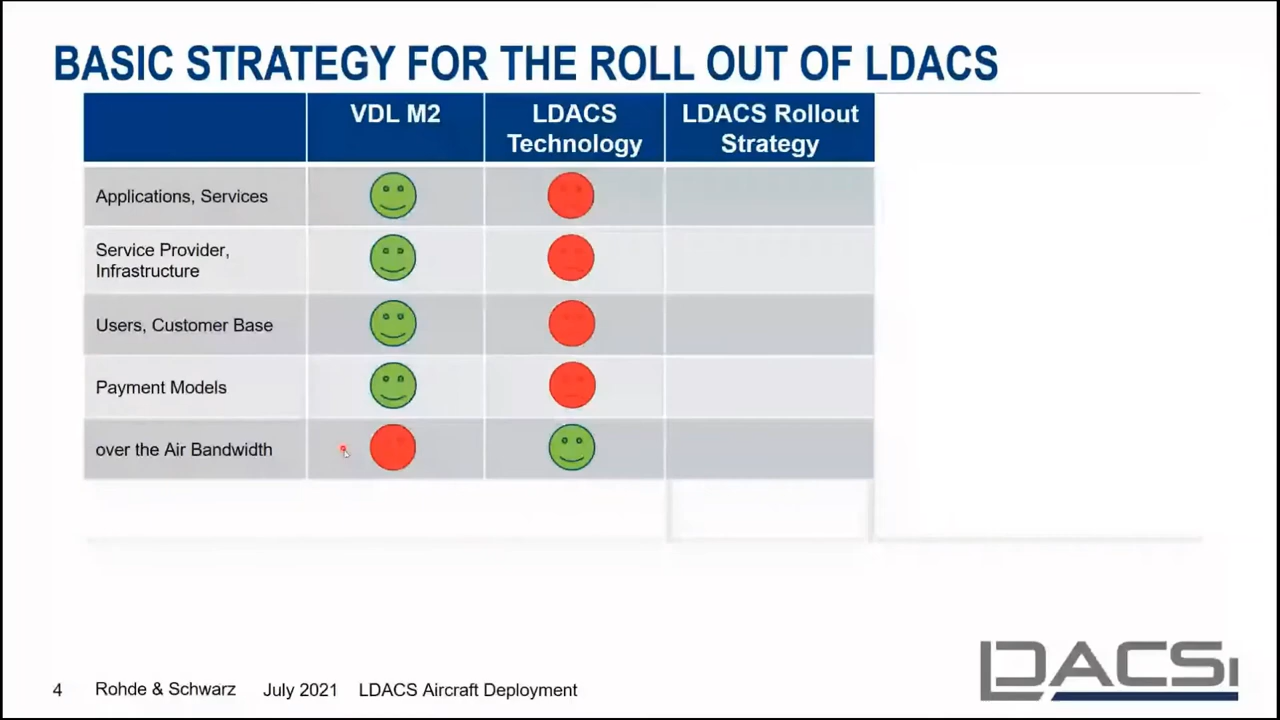 BASIC STRATEGY FOR THE ROLL OUT OF LDACS
VDL M2
LDACS
Technology
LDACS Rollout
Strategy
Applications, Services
Service Provider,
Infrastructure
Users, Customer Base
Payment Models
over the Air Bandwidth
4 Rohde & Schwarz July 2021 LDACS Aircraft Deployment
LDACS